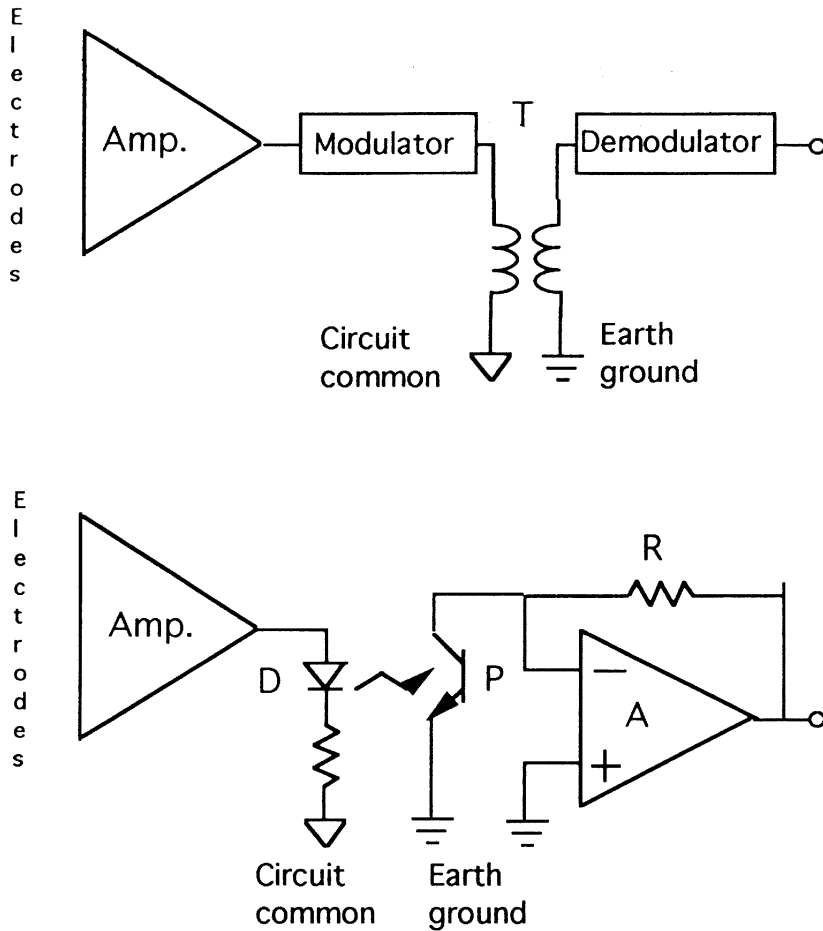 Electrodes
Amp.
Modulator
T
Demodulator
Circuit
common
Earth
ground
Electrodes
Amp.
D
P
R
−
A
+
Circuit
common
Earth
ground